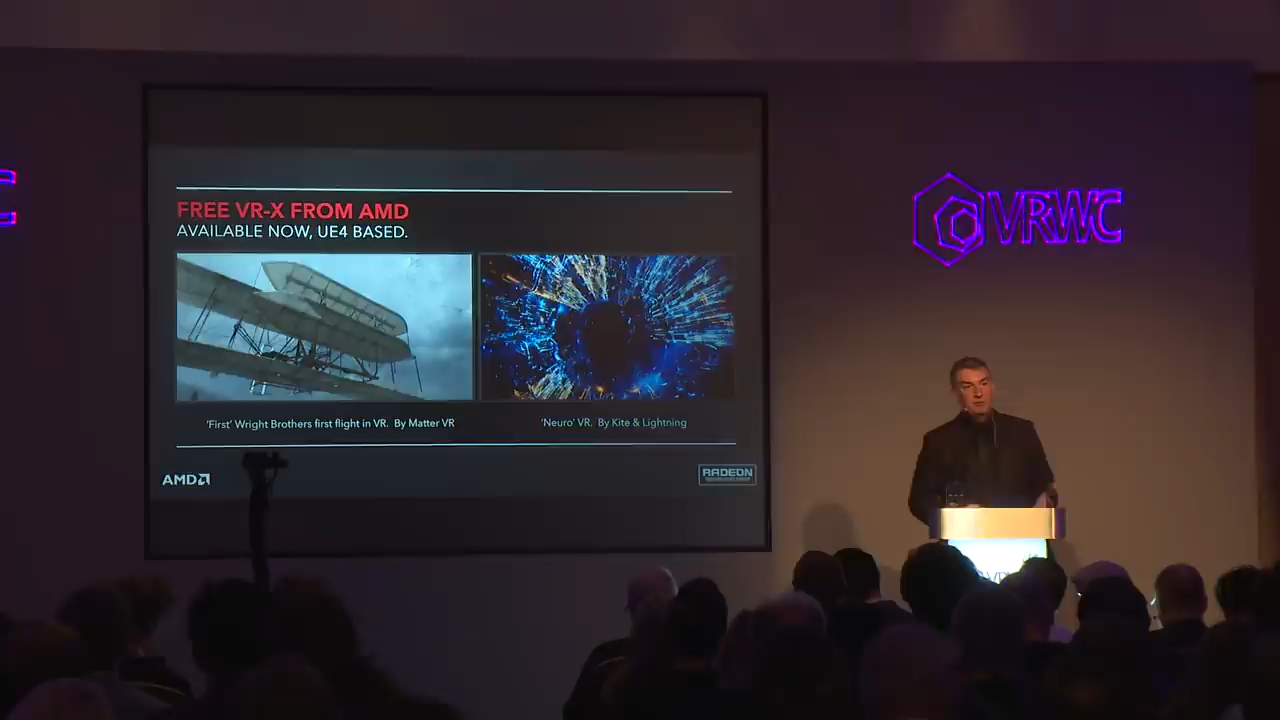 FREE VR-X FROM AMD
AVAILABLE NOW, UE4 BASED.
'First' Wright Brothers first flight in VR. By Matter VR
'Neuro' VR. By Kite & Lightning
AMD
RADEON
VRWC